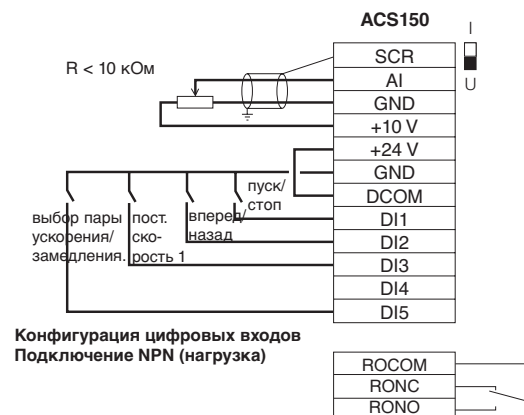 ACS150
I
U
R < 10 кОм
SCR
AI
GND
+10 V
+24 V
GND
DCOM
DI1
DI2
DI3
DI4
DI5
пуск/
стоп
вперед/
назад
пост.
ско-
рость 1
выбор пары
ускорения/
замедления.
Конфигурация цифровых входов
Подключение NPN (нагрузка)
ROCOM
RONC
RONO